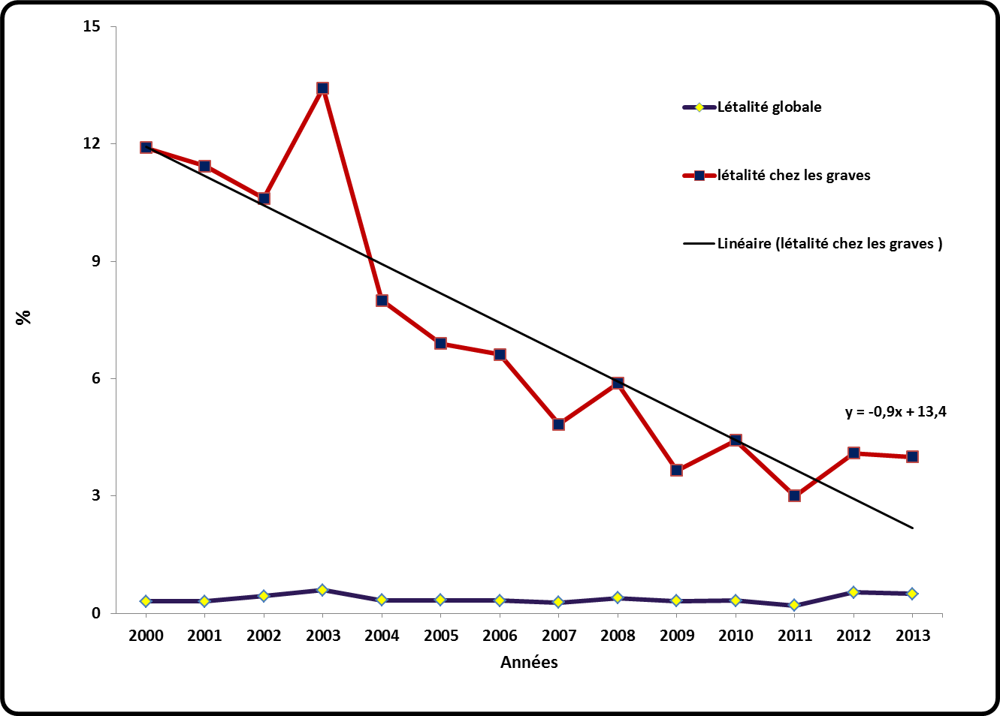 15
Létalité globale
12
létalité chez les graves
Linéaire (létalité chez les graves )
9
%
6
y = -0,9x + 13,4
3
0
2000 2001 2002 2003 2004 2005 2006 2007 2008 2009 2010 2011 2012 2013
Années